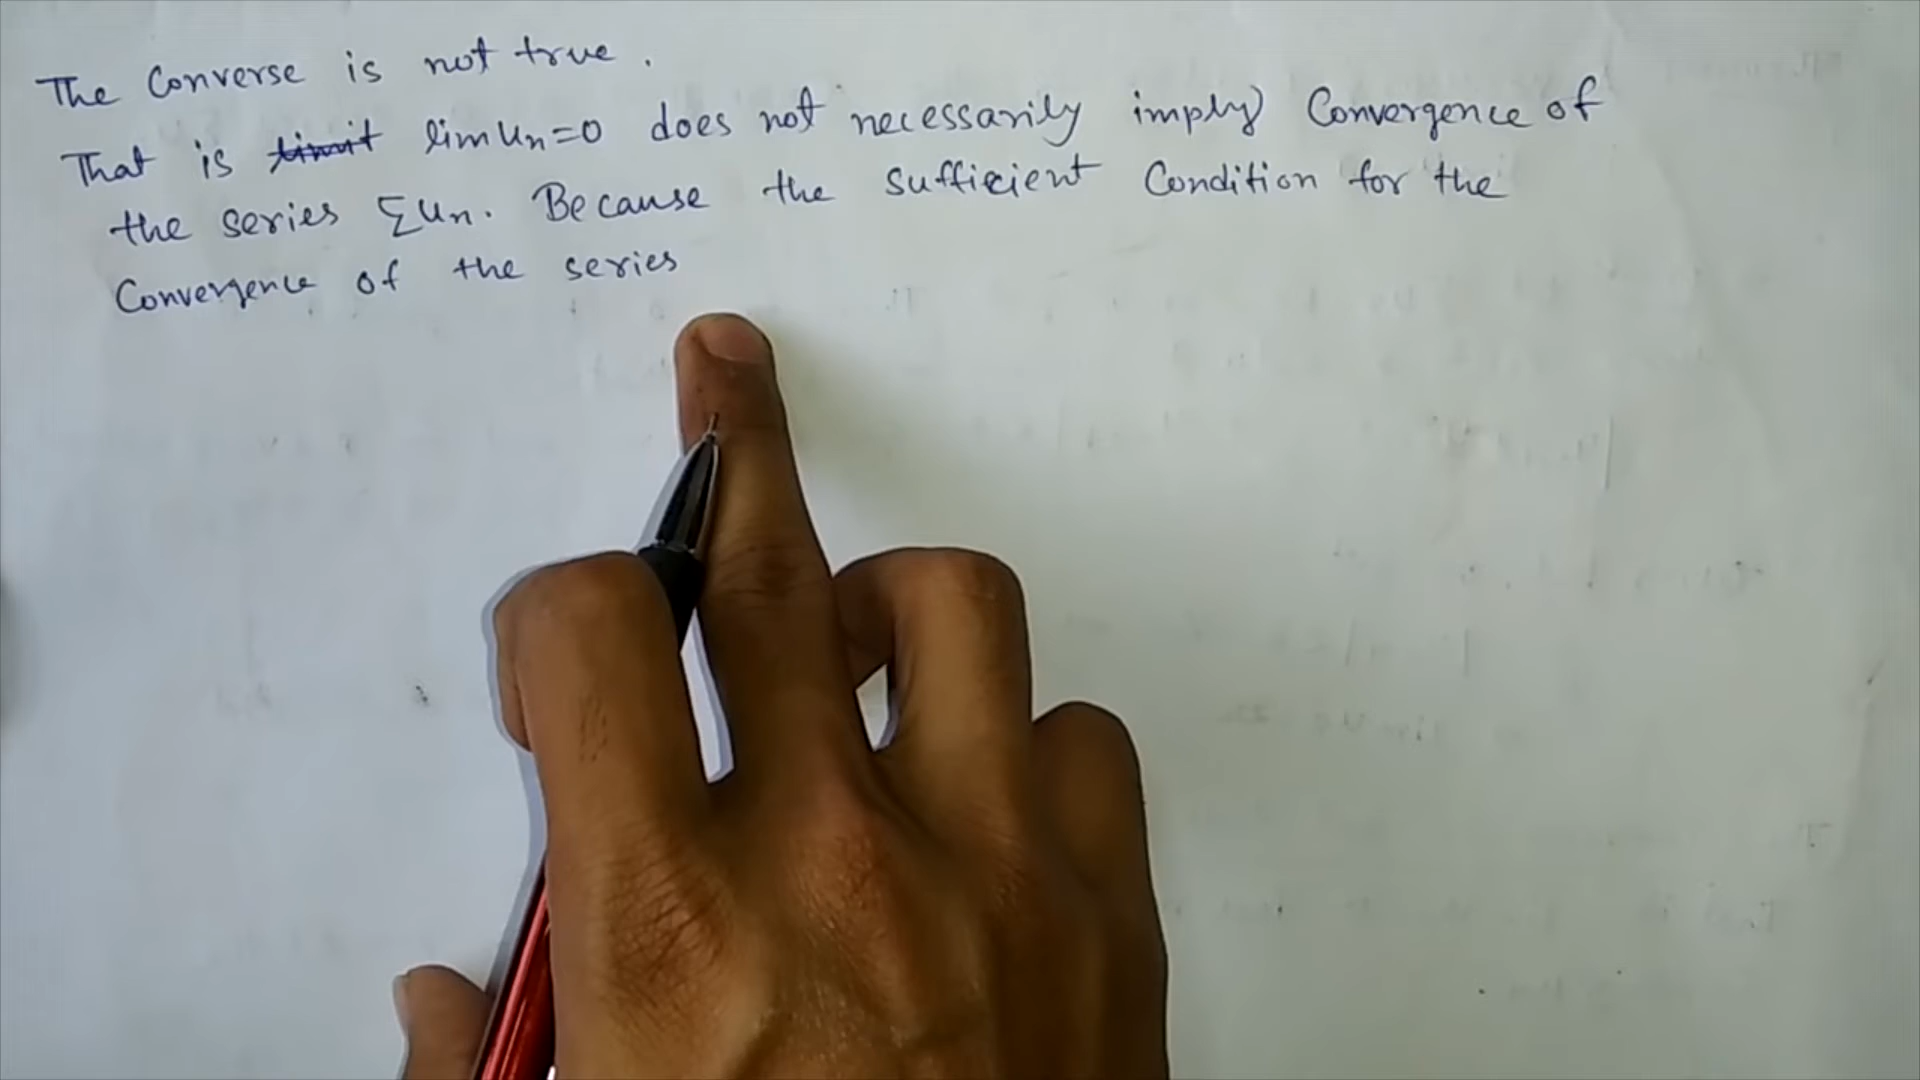 The Converse is not true.
That is limit lim un=0 does not necessarily imply Convergence of
the series Σun. Because the sufficient Condition for the
Convergence of the series